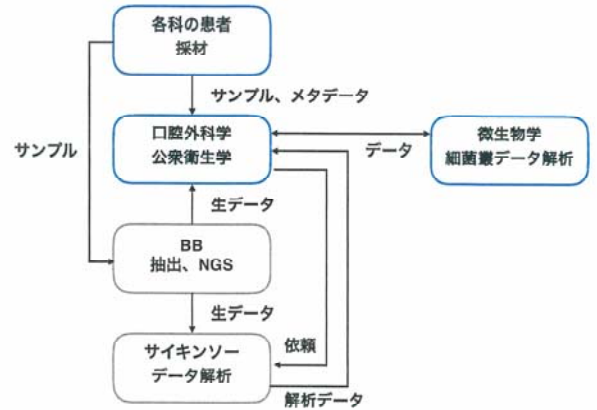 各科の患者
採材
サンプル、メタデータ
サンプル
口腔外科学
公衆衛生学
データ
微生物学
細菌叢データ解析
生データ
BB
抽出、NGS
生データ
依頼
サイキンソー
データ解析
解析データ